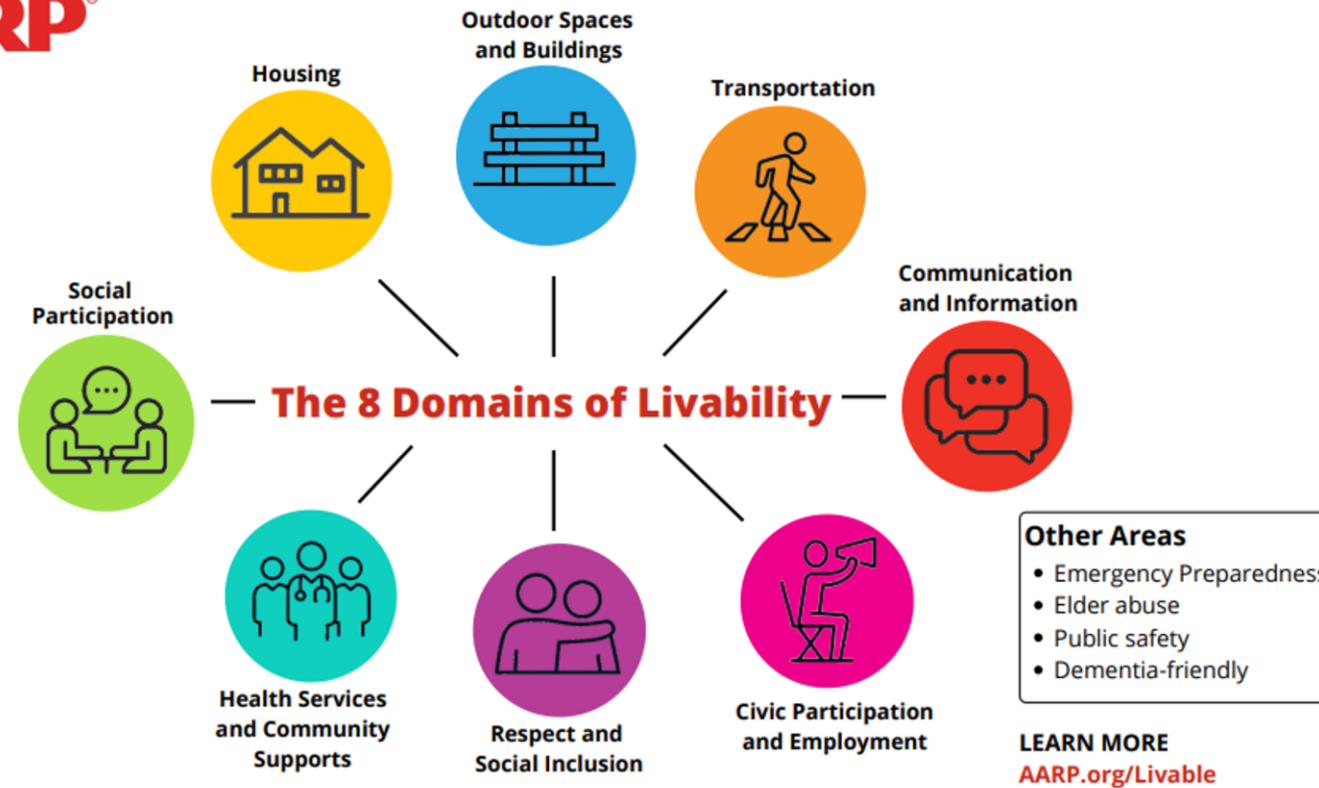 RP®
Outdoor Spaces
and Buildings
Housing
Transportation
Communication
and Information
Social
Participation
The 8 Domains of Livability
Health Services
and Community
Supports
Respect and
Social Inclusion
Civic Participation
and Employment
Other Areas
• Emergency Preparednes
• Elder abuse
• Public safety
• Dementia-friendly
LEARN MORE
AARP.org/Livable